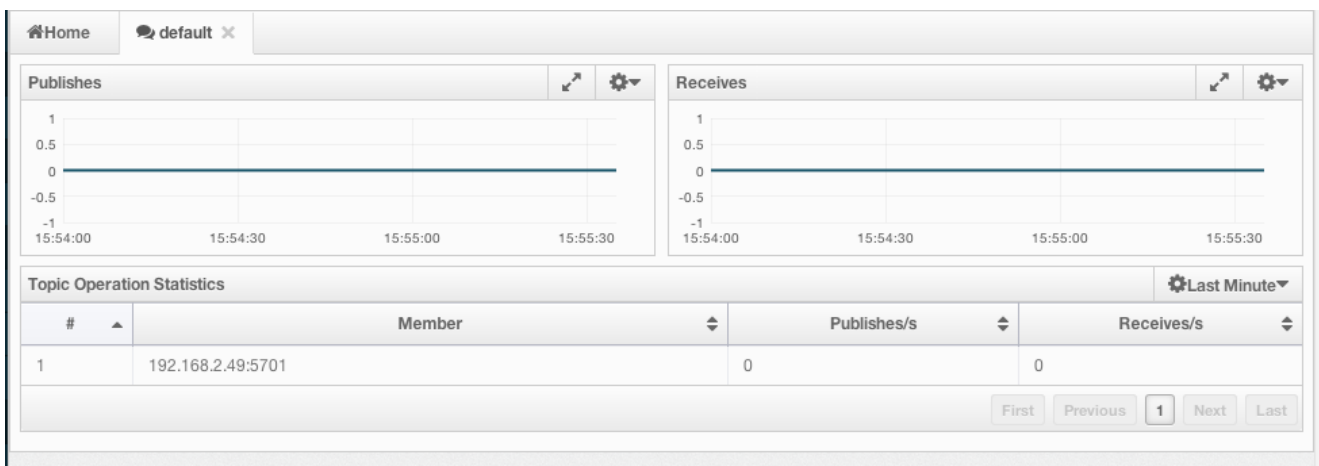 Home default
Publishes
1
0.5
0
-0.5
-1
15:54:00 15:54:30 15:55:00 15:55:30
Receives
1
0.5
0
-0.5
-1
15:54:00 15:54:30 15:55:00 15:55:30
Topic Operation Statistics Last Minute
# Member Publishes/s Receives/s
1 192.168.2.49:5701 0 0
First Previous 1 Next Last